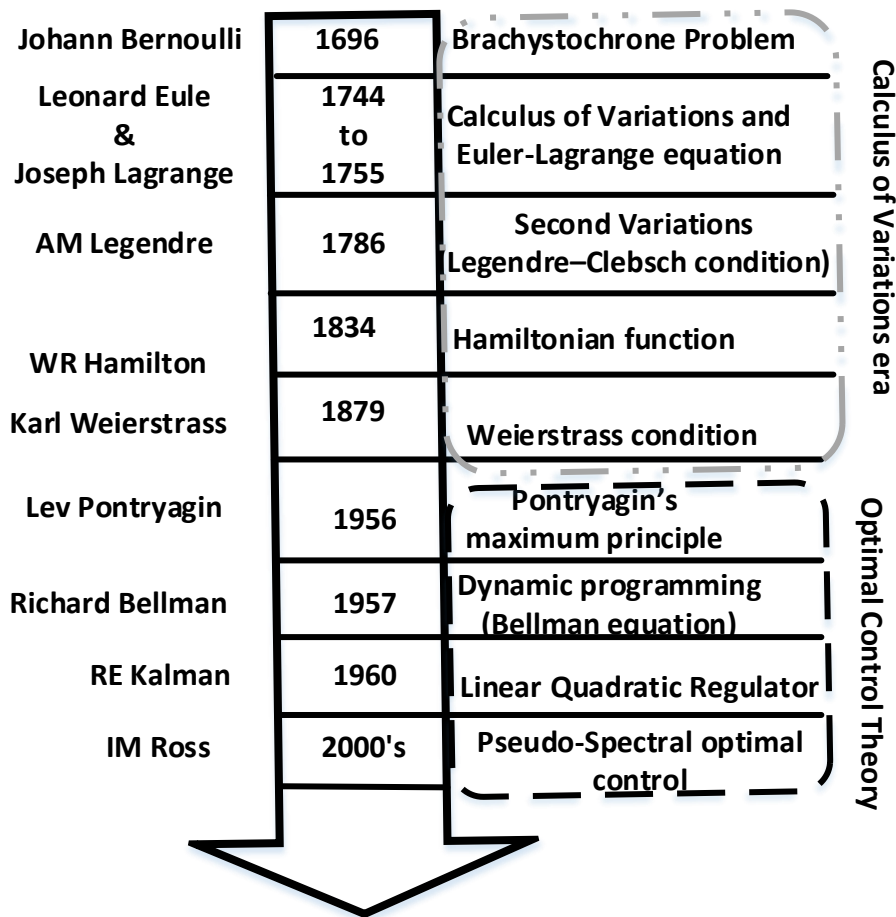 Johann Bernoulli
1696
Brachystochrone Problem
Leonard Eule
&
Joseph Lagrange
1744
to
1755
Calculus of Variations and
Euler-Lagrange equation
AM Legendre
1786
Second Variations
(Legendre–Clebsch condition)
WR Hamilton
1834
Hamiltonian function
Karl Weierstrass
1879
Weierstrass condition
Calculus of Variations era
Lev Pontryagin
1956
Pontryagin’s
maximum principle
Richard Bellman
1957
Dynamic programming
(Bellman equation)
RE Kalman
1960
Linear Quadratic Regulator
IM Ross
2000's
Pseudo-Spectral optimal
control
Optimal Control Theory